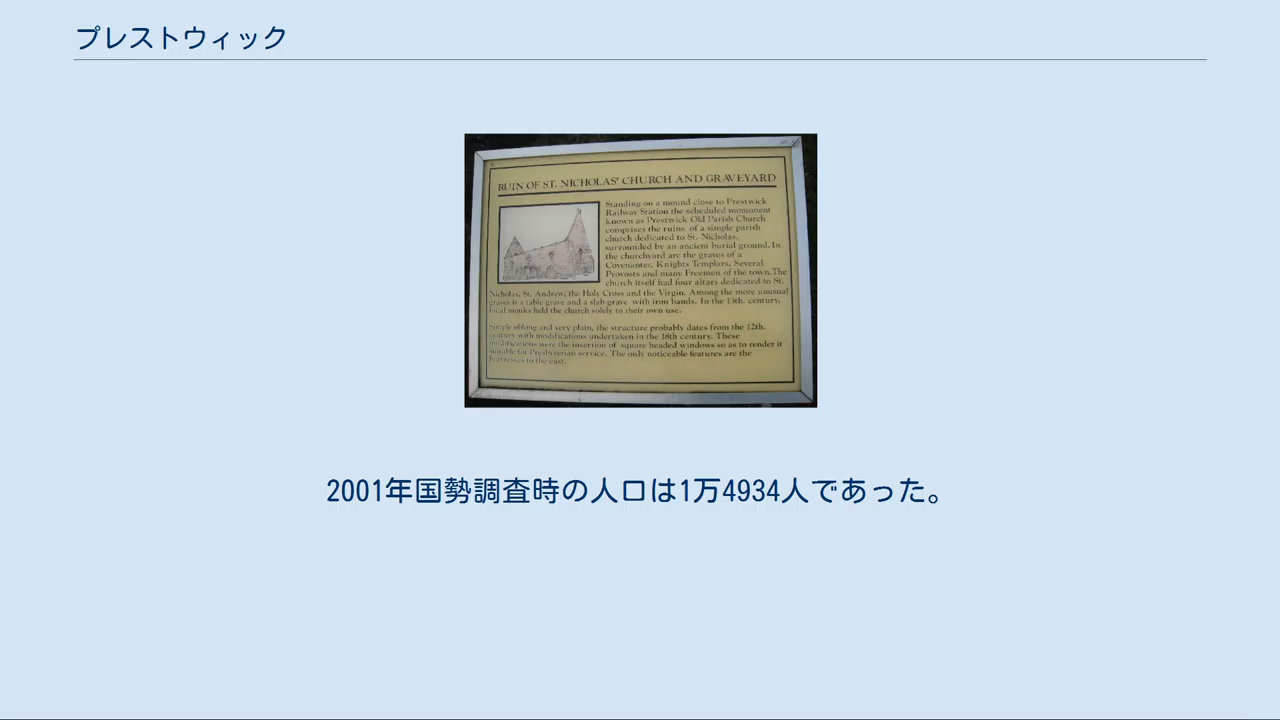 プレストウィック
RUIN OF ST. NICHOLAS' CHURCH AND GRAVEYARD
Standing on a mound close to Prestwick
Railway Station the scheduled monument
known as Prestwick Old Parish Church
comprises the ruins of a simple parish
church dedicated to St. Nicholas,
surrounded by an ancient burial ground. In
the churchyard are the graves of a
Covenanter, Knights Templars, Several
Provosts and many Freemen of the town. The
church itself had four altars dedicated to St.
Nicholas, St. Andrew, the Holy Cross and the Virgin. Among the more unusual
graves is a table grave and a slab grave with iron bands. In the 13th. century,
local monks held the church solely to their own use.
Simple oblong and very plain, the structure probably dates from the 12th.
century with modifications undertaken in the 18th century. These
modifications were the insertion of square headed windows so as to render it
suitable for Presbyterian service. The only noticeable features are the
buttresses to the east.
2001年国勢調査時の人口は1万4934人であった。